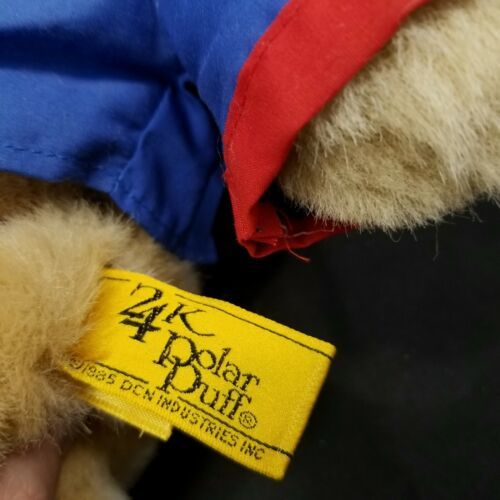 24K
Polar
Puff®
©1985 DCN INDUSTRIES INC